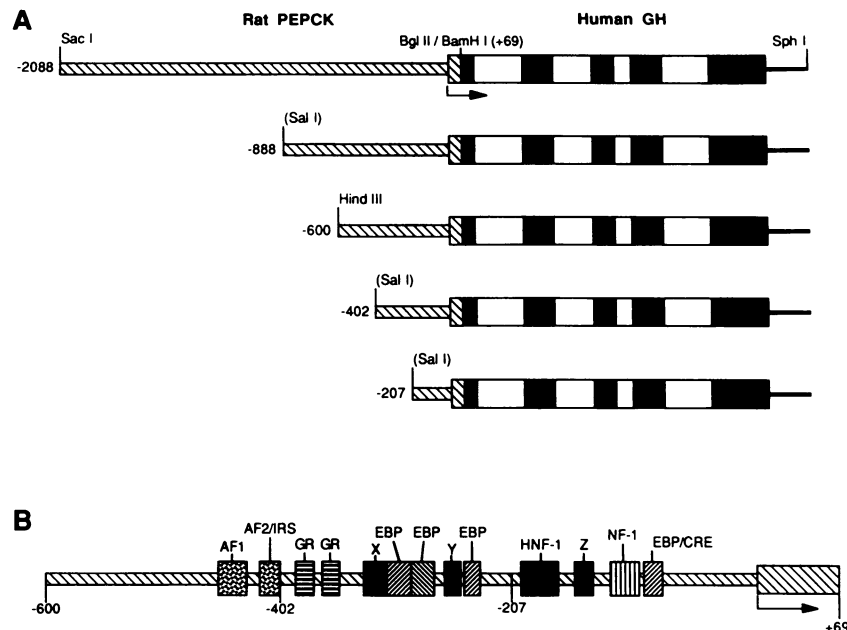 A
Rat PEPCK
Human GH
Sac I
Bgl II / BamH I (+69)
Sph I
-2088
(Sal I)
-888
Hind III
-600
(Sal I)
-402
(Sal I)
-207
B
AF1
AF2/IRS
GR
GR
X
EBP
EBP
Y
EBP
HNF-1
Z
NF-1
EBP/CRE
-600
-402
-207
+69